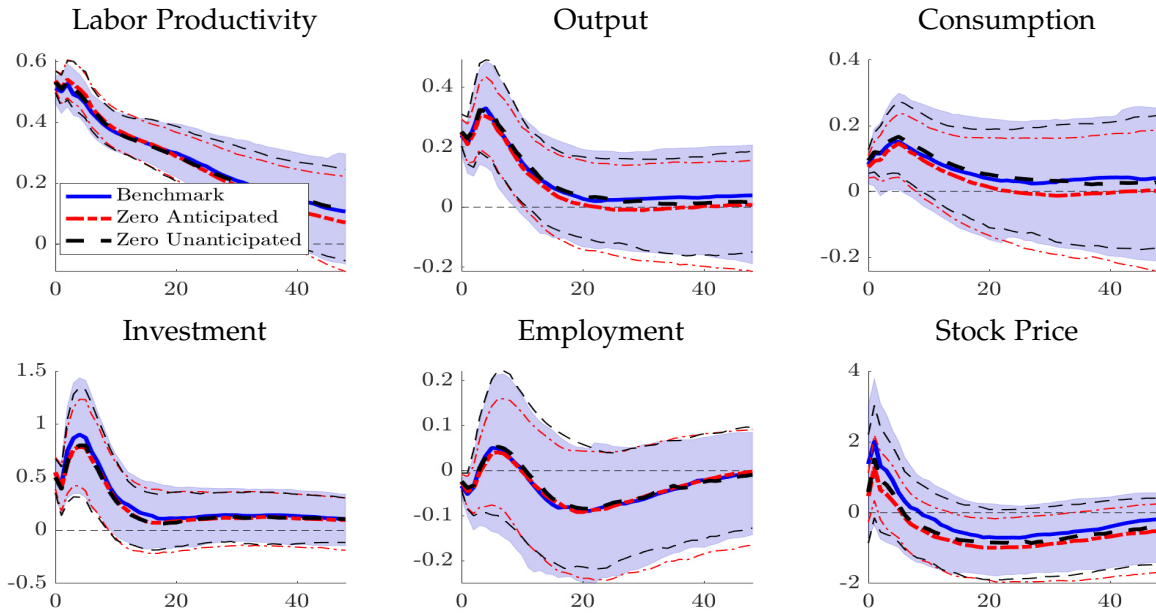 Labor Productivity
0.6
0.4
0.2
0
Benchmark
Zero Anticipated
Zero Unanticipated
0 20 40
Output
0.4
0.2
0
-0.2
0 20 40
Consumption
0.4
0.2
0
-0.2
0 20 40
Investment
1.5
1
0.5
0
-0.5
0 20 40
Employment
0.2
0.1
0
-0.1
-0.2
0 20 40
Stock Price
4
2
0
-2
0 20 40